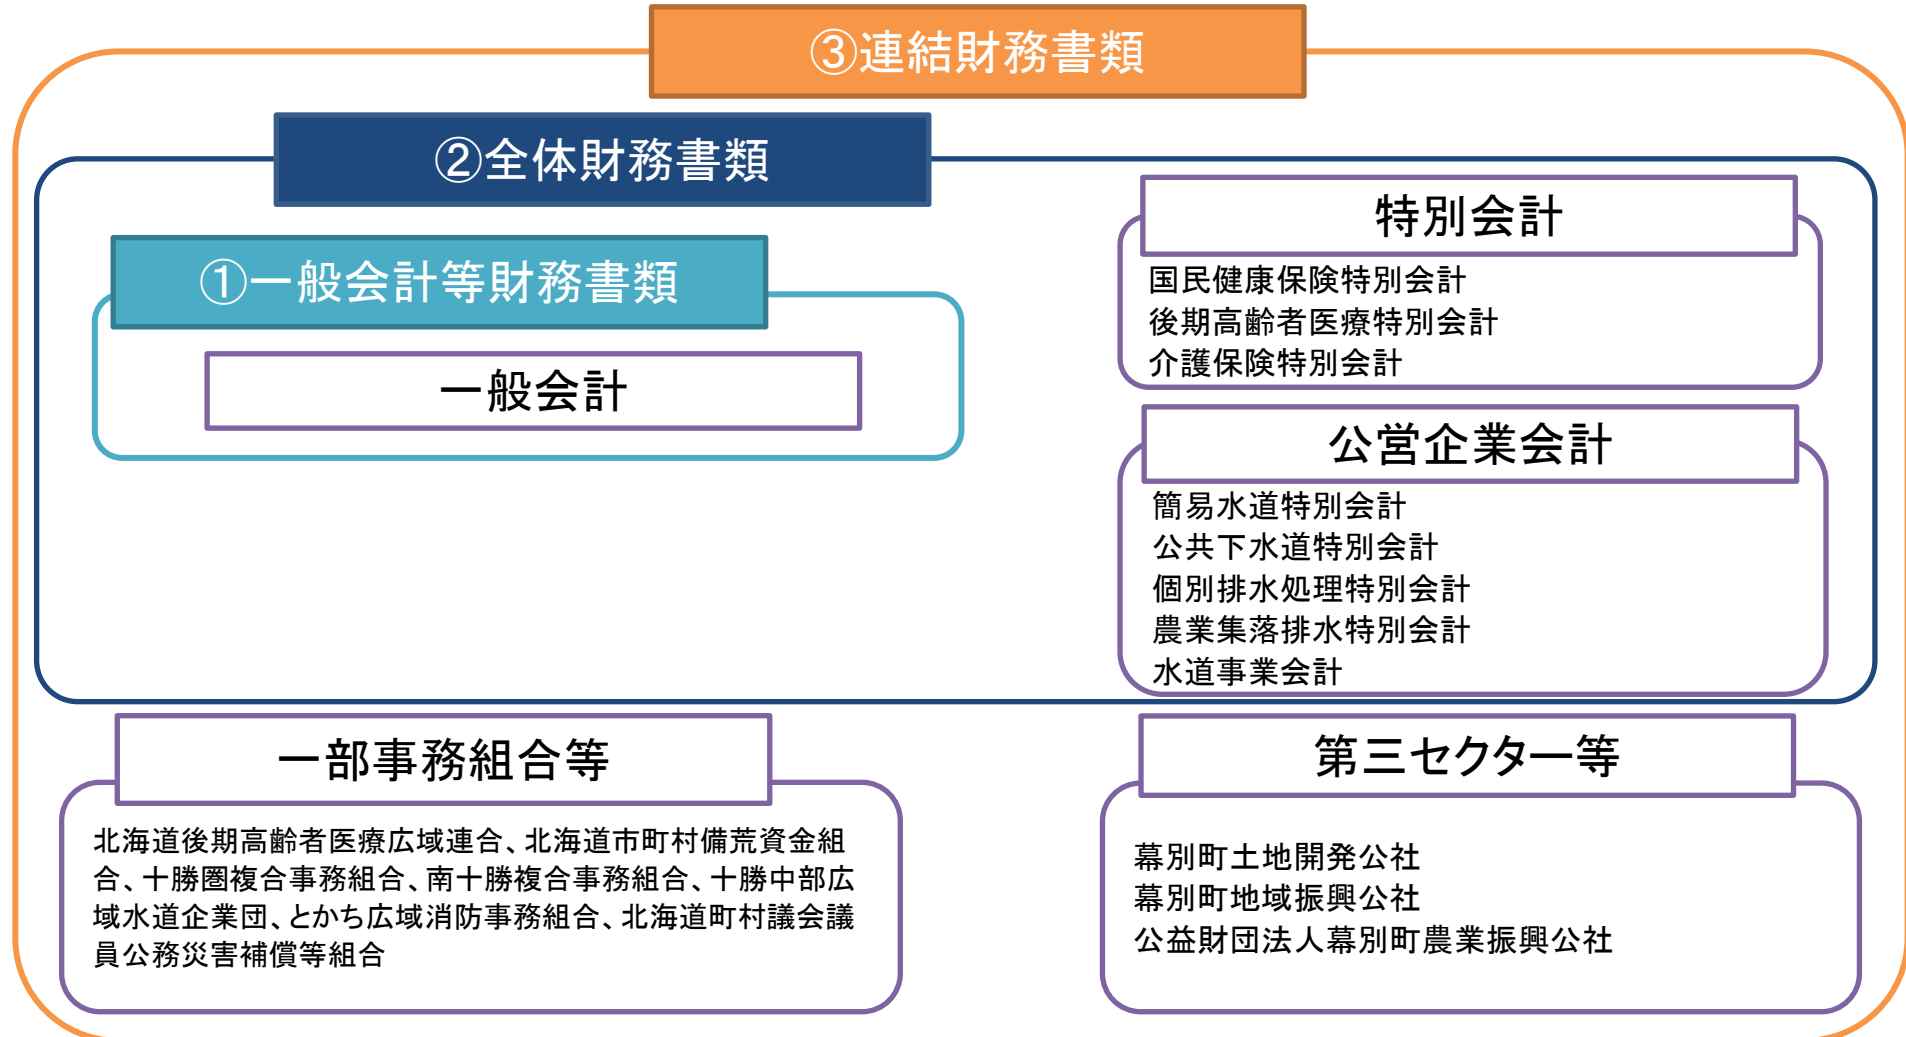 ③連結財務書類
②全体財務書類
①一般会計等財務書類
一般会計
特別会計
国民健康保険特別会計
後期高齢者医療特別会計
介護保険特別会計
公営企業会計
簡易水道特別会計
公共下水道特別会計
個別排水処理特別会計
農業集落排水特別会計
水道事業会計
一部事務組合等
北海道後期高齢者医療広域連合、北海道市町村備荒資金組
合、十勝圏複合事務組合、南十勝複合事務組合、十勝中部広
域水道企業団、とかち広域消防事務組合、北海道町村議会議
員公務災害補償等組合
第三セクター等
幕別町土地開発公社
幕別町地域振興公社
公益財団法人幕別町農業振興公社